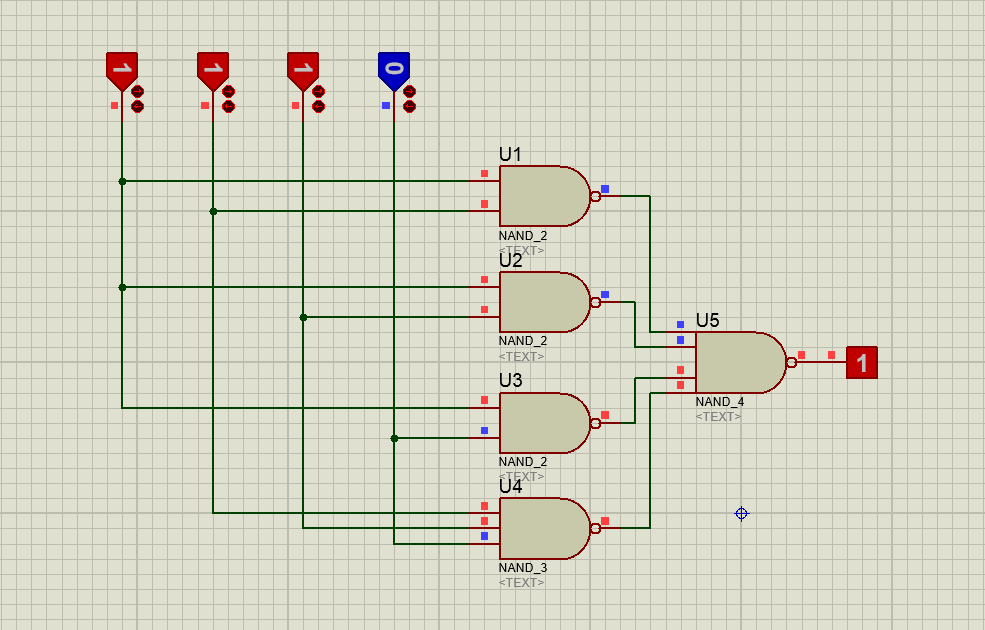 1 1 1 0
U1
NAND_2
<TEXT>
U2
NAND_2
<TEXT>
U5
1
NAND_4
<TEXT>
U3
NAND_2
<TEXT>
U4
NAND_3
<TEXT>